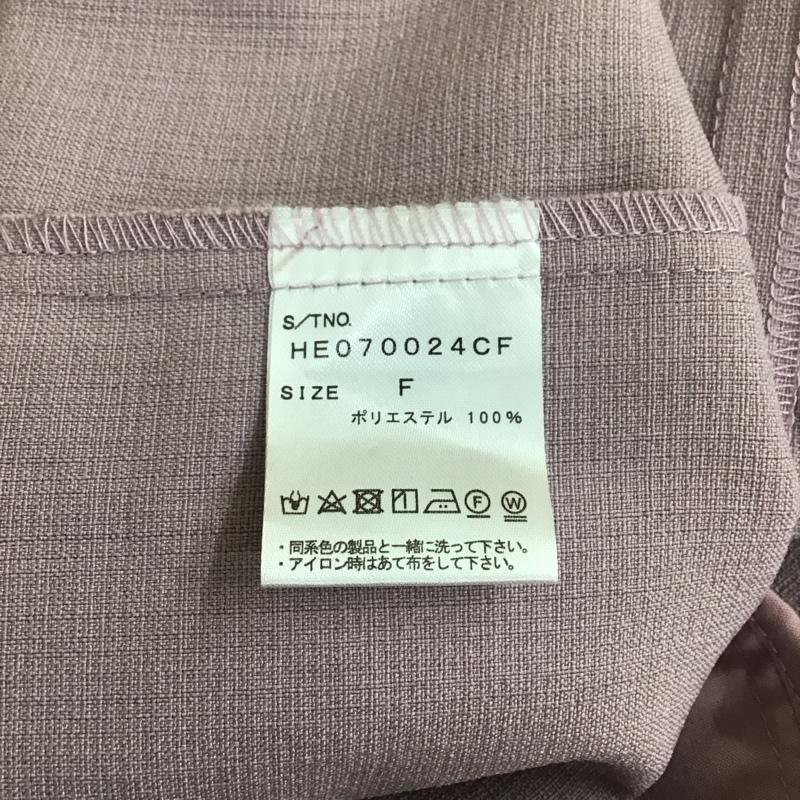 S/TNO.
HE070024CF
SIZE F
ポリエステル 100%
F W
・同系色の製品と一緒に洗って下さい。
・アイロン時はあて布をして下さい。